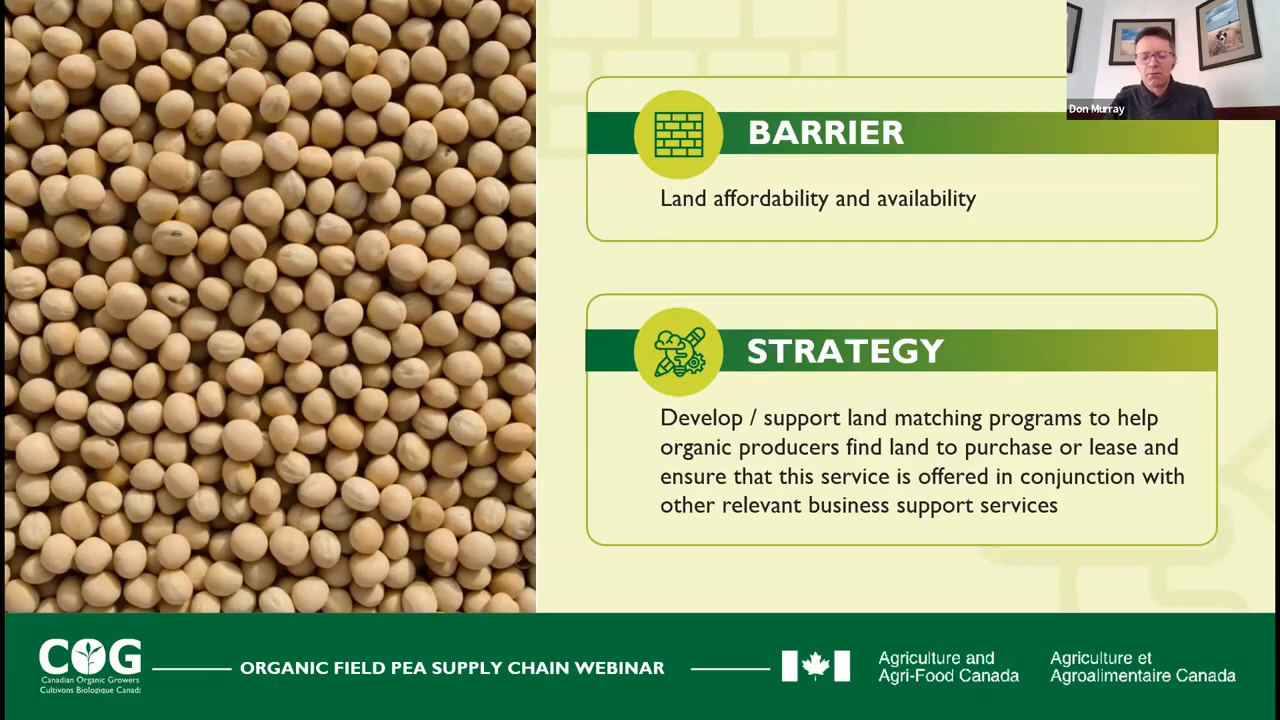 Don Murray
BARRIER
Land affordability and availability
STRATEGY
Develop / support land matching programs to help
organic producers find land to purchase or lease and
ensure that this service is offered in conjunction with
other relevant business support services
COG
Canadian Organic Growers
Cultivons Biologique Canada
ORGANIC FIELD PEA SUPPLY CHAIN WEBINAR
Agriculture and
Agri-Food Canada
Agriculture et
Agroalimentaire Canada